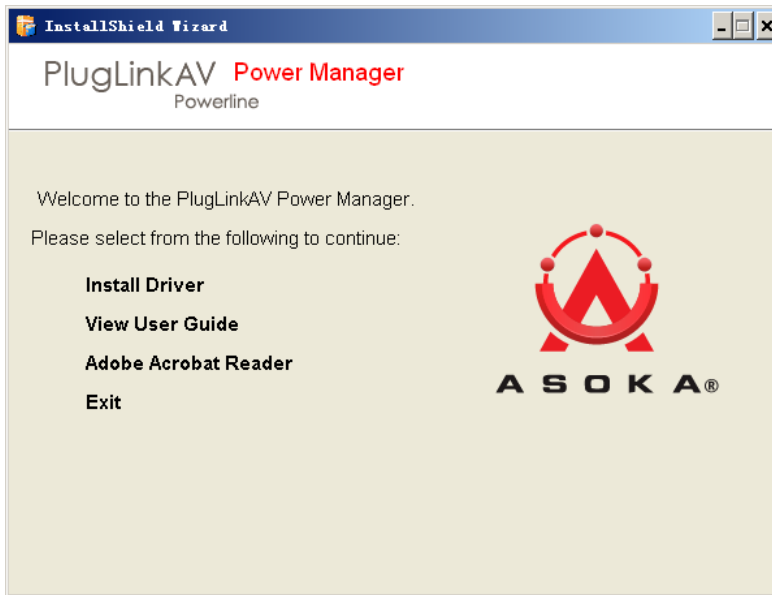 InstallShield Wizard
PlugLinkAV Power Manager
Powerline
Welcome to the PlugLinkAV Power Manager.
Please select from the following to continue:
Install Driver
View User Guide
Adobe Acrobat Reader
Exit
ASOKA®